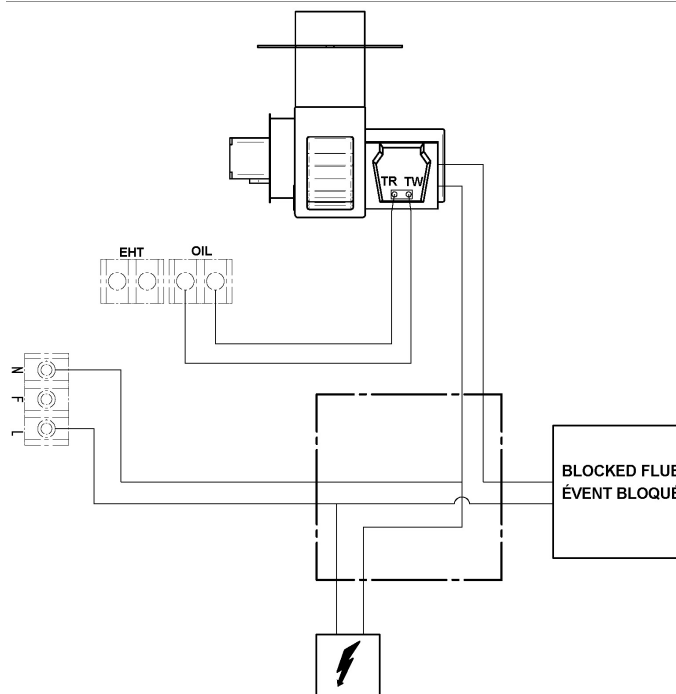 TR TW
EHT OIL
N
F
L
BLOCKED FLUE
ÉVENT BLOQUÉ